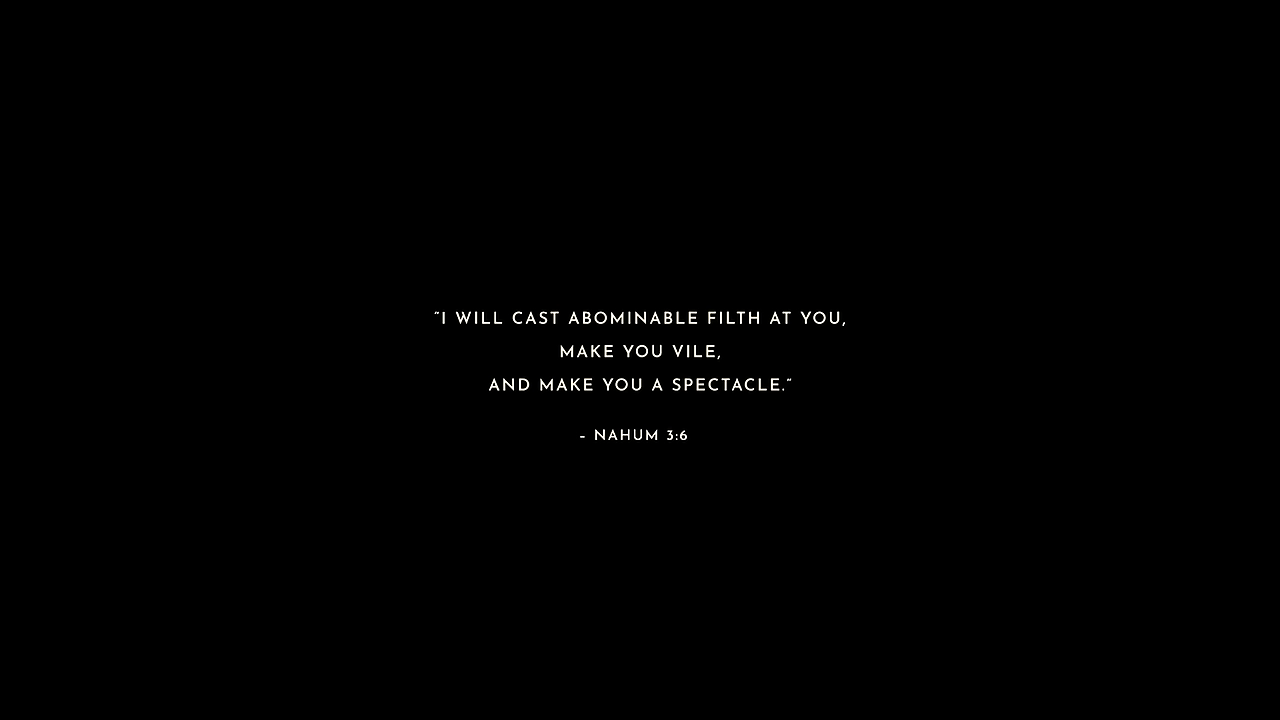 “I WILL CAST ABOMINABLE FILTH AT YOU,
MAKE YOU VILE,
AND MAKE YOU A SPECTACLE.”
– NAHUM 3:6